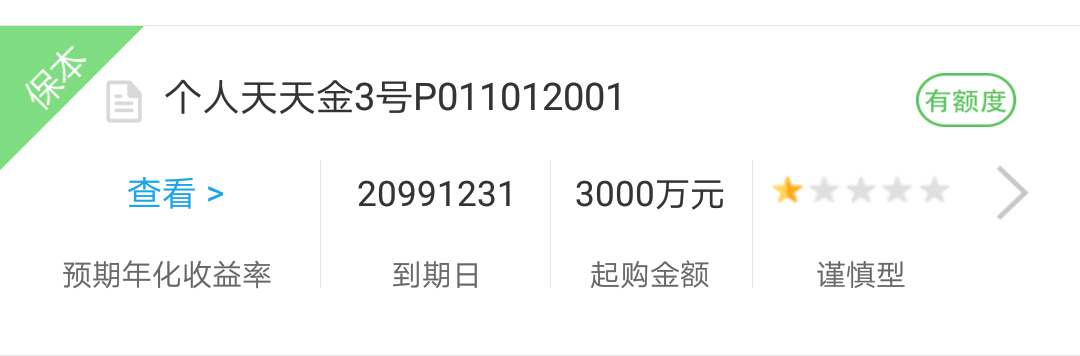 保本
个人天天金3号P011012001
有额度
查看 >
20991231
3000万元
预期年化收益率
到期日
起购金额
谨慎型